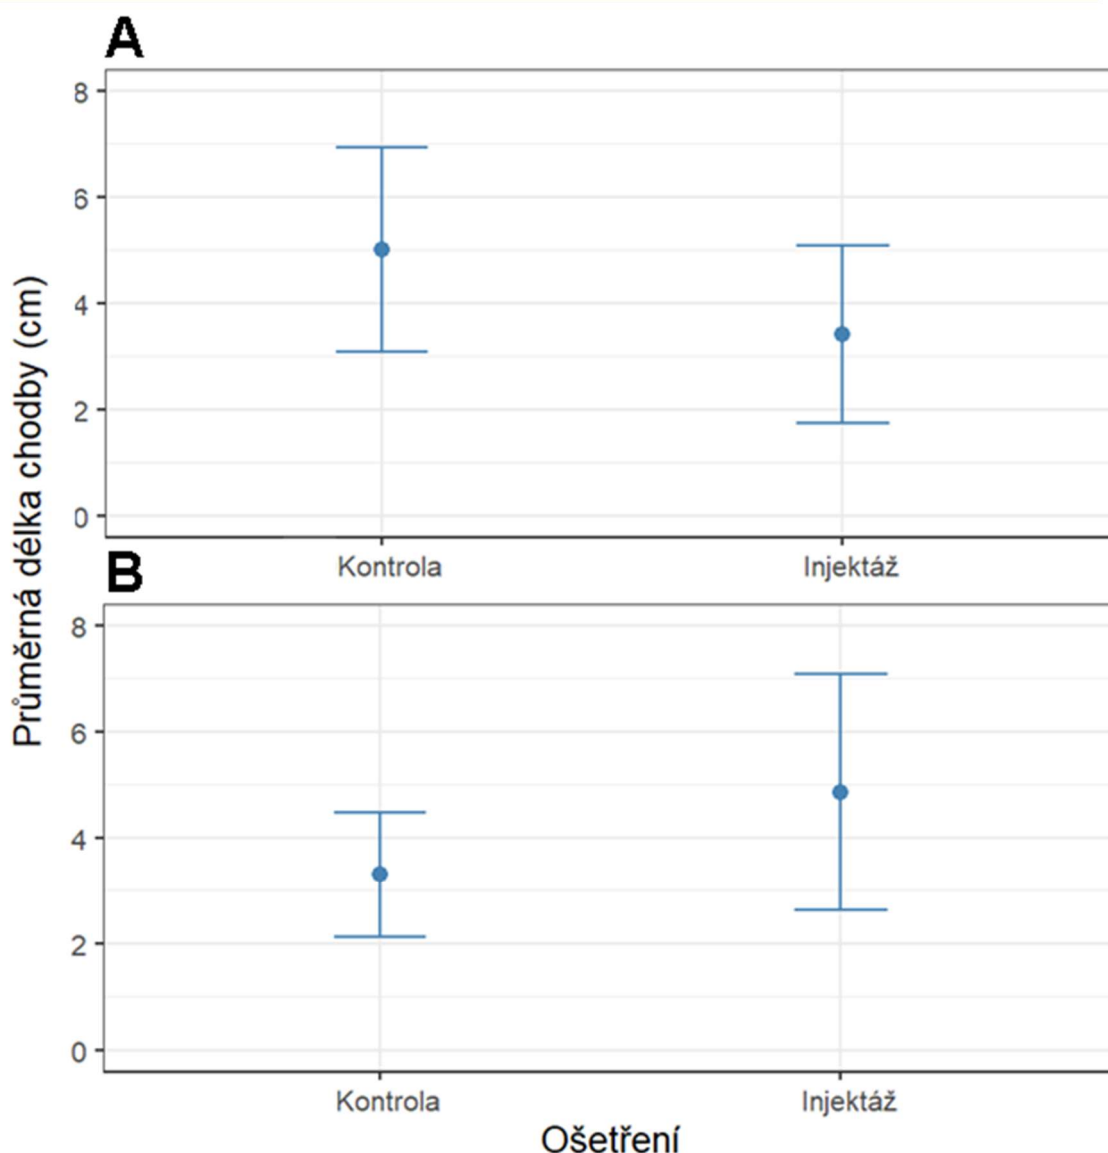 A
8
6
4
2
0
Kontrola Injektáž
Průměrná délka chodby (cm)
B
8
6
4
2
0
Kontrola Injektáž
Ošetření